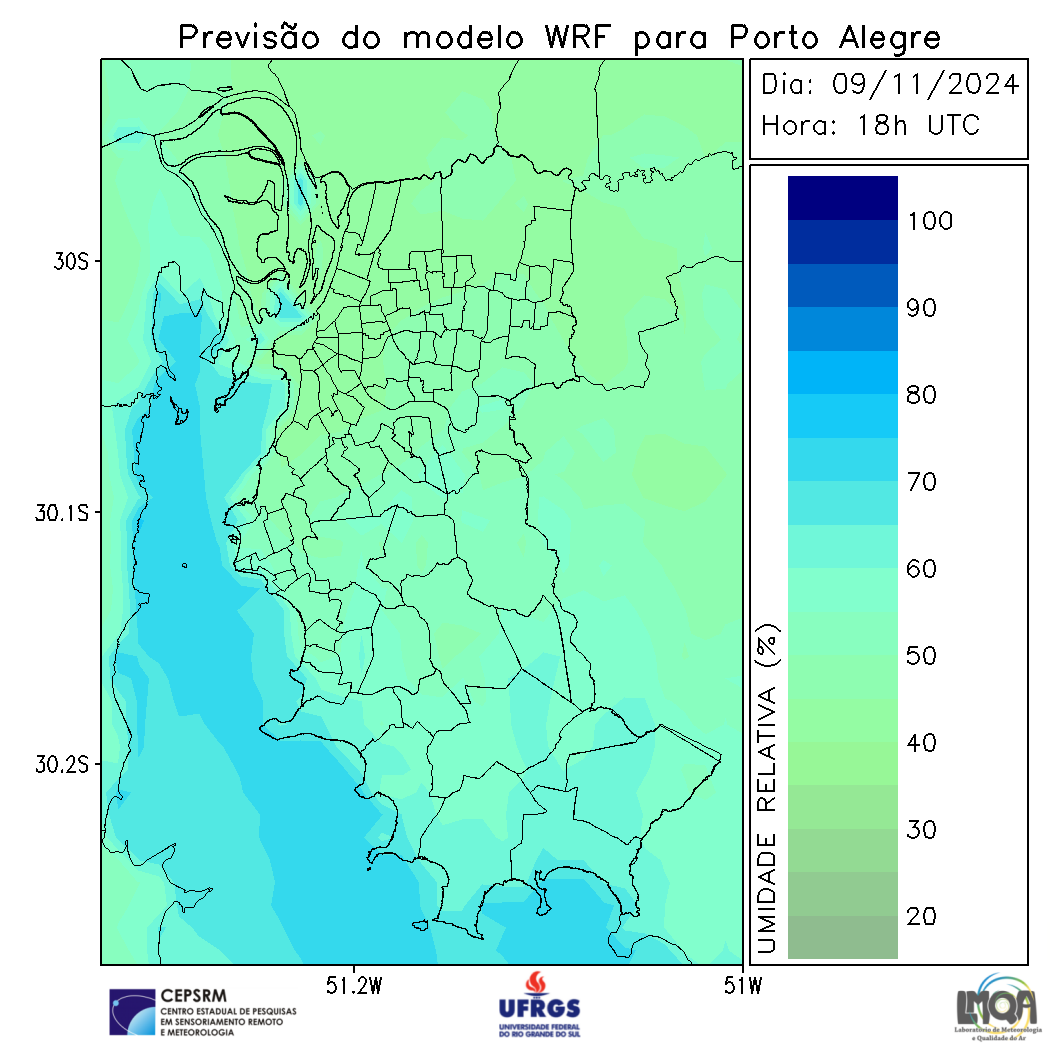 Previsão do modelo WRF para Porto Alegre
Dia: 09/11/2024
Hora: 18h UTC
30S
30.1S
30.2S
51.2W
51W
UMIDADE RELATIVA (%)
100
90
80
70
60
50
40
30
20
CEPSRM
CENTRO ESTADUAL DE PESQUISAS
EM SENSORIAMENTO REMOTO
E METEOROLOGIA
UFRGS
UNIVERSIDADE FEDERAL
DO RIO GRANDE DO SUL
LMQA
Laboratório de Meteorologia
e Qualidade do Ar